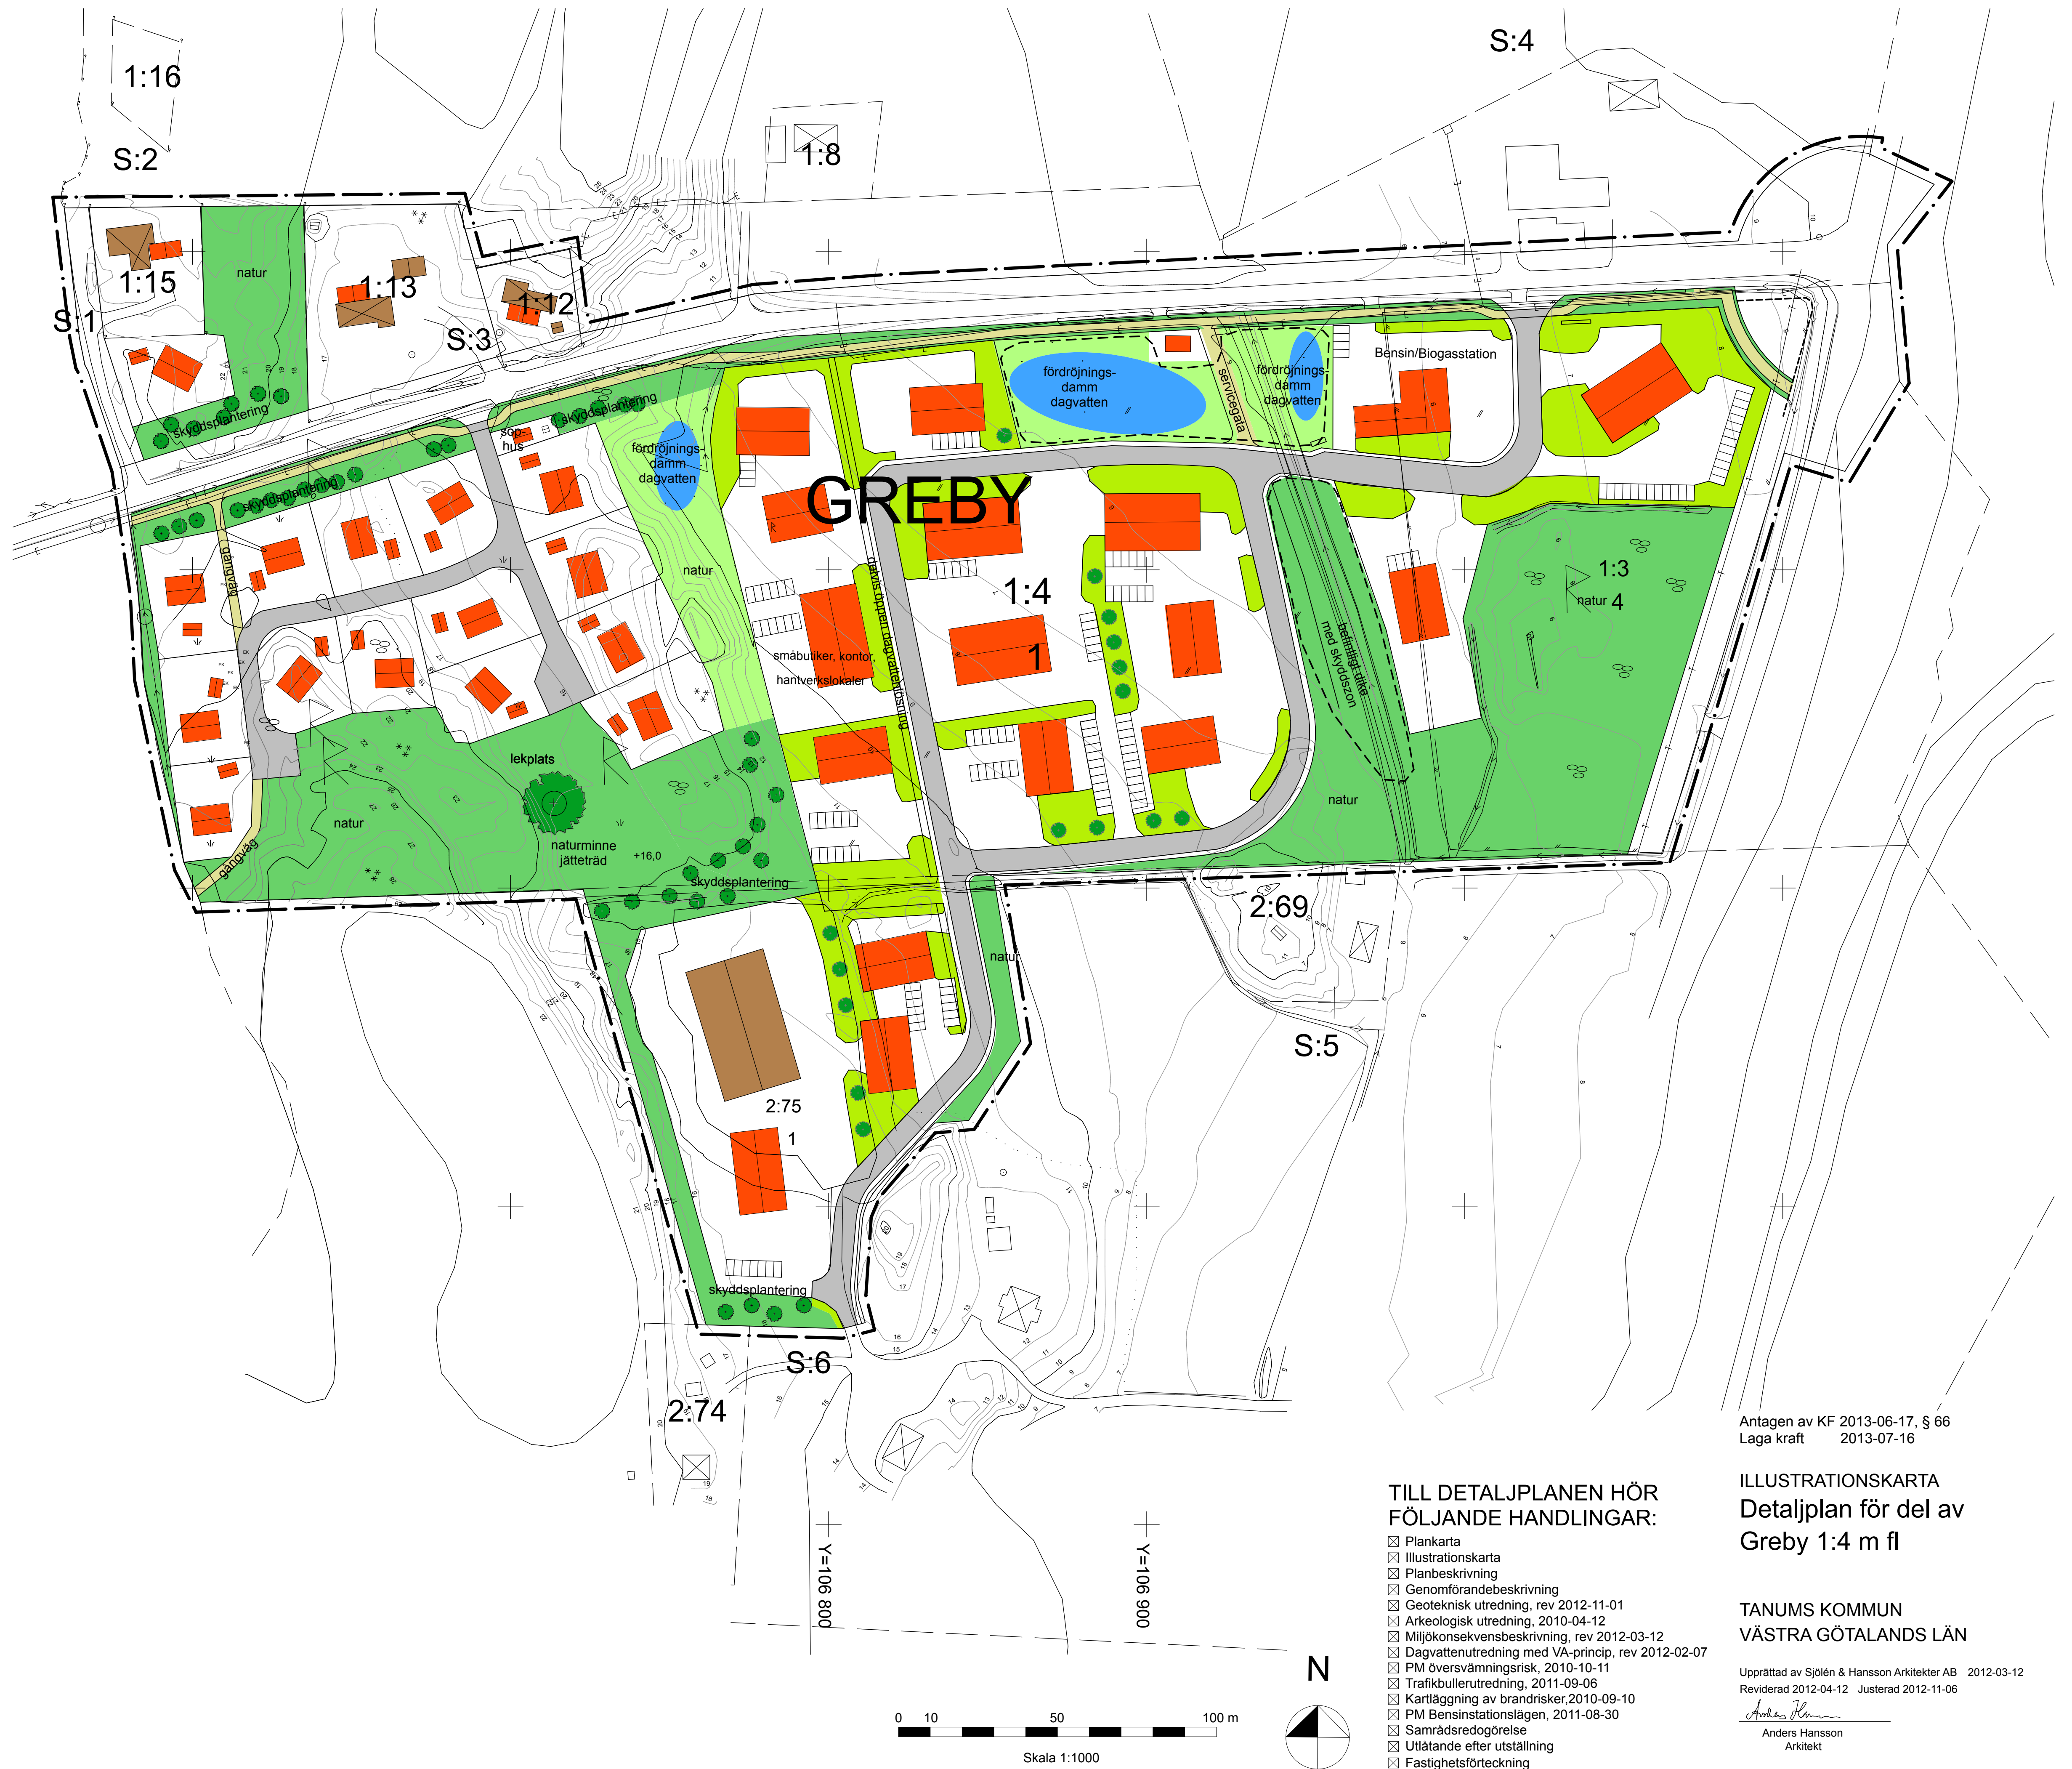 S:4
1:16
S:2
1:8
1:15
natur
1:13
1:12
S:1
S:3
skyddsplantering
sop-
hus
skyddsplantering
fördröjnings-
damm
dagvatten
fördröjnings-
damm
dagvatten
servicegata
fördröjnings-
damm
dagvatten
Bensin/Biogasstation
skyddsplantering
GREBY
gångväg
natur
delvis öppen dagvattenlösning
1:4
1
småbutiker, kontor,
hantverkslokaler
befintligt dike
med skyddszon
1:3
natur 4
lekplats
natur
naturminne
jätteträd
+16,0
gångväg
skyddsplantering
natur
natur
2:69
S:5
2:75
1
skyddsplantering
S:6
2:74
Y=106 800
Y=106 900
N
0 10 50 100 m
Skala 1:1000
TILL DETALJPLANEN HÖR
FÖLJANDE HANDLINGAR:
Plankarta
Illustrationskarta
Planbeskrivning
Genomförandebeskrivning
Geoteknisk utredning, rev 2012-11-01
Arkeologisk utredning, 2010-04-12
Miljökonsekvensbeskrivning, rev 2012-03-12
Dagvattenutredning med VA-princip, rev 2012-02-07
PM översvämningsrisk, 2010-10-11
Trafikbullerutredning, 2011-09-06
Kartläggning av brandrisker,2010-09-10
PM Bensinstationslägen, 2011-08-30
Samrådsredogörelse
Utlåtande efter utställning
Fastighetsförteckning
Antagen av KF 2013-06-17, § 66
Laga kraft 2013-07-16
ILLUSTRATIONSKARTA
Detaljplan för del av
Greby 1:4 m fl
TANUMS KOMMUN
VÄSTRA GÖTALANDS LÄN
Upprättad av Sjölén & Hansson Arkitekter AB 2012-03-12
Reviderad 2012-04-12 Justerad 2012-11-06
Anders Hansson
Arkitekt